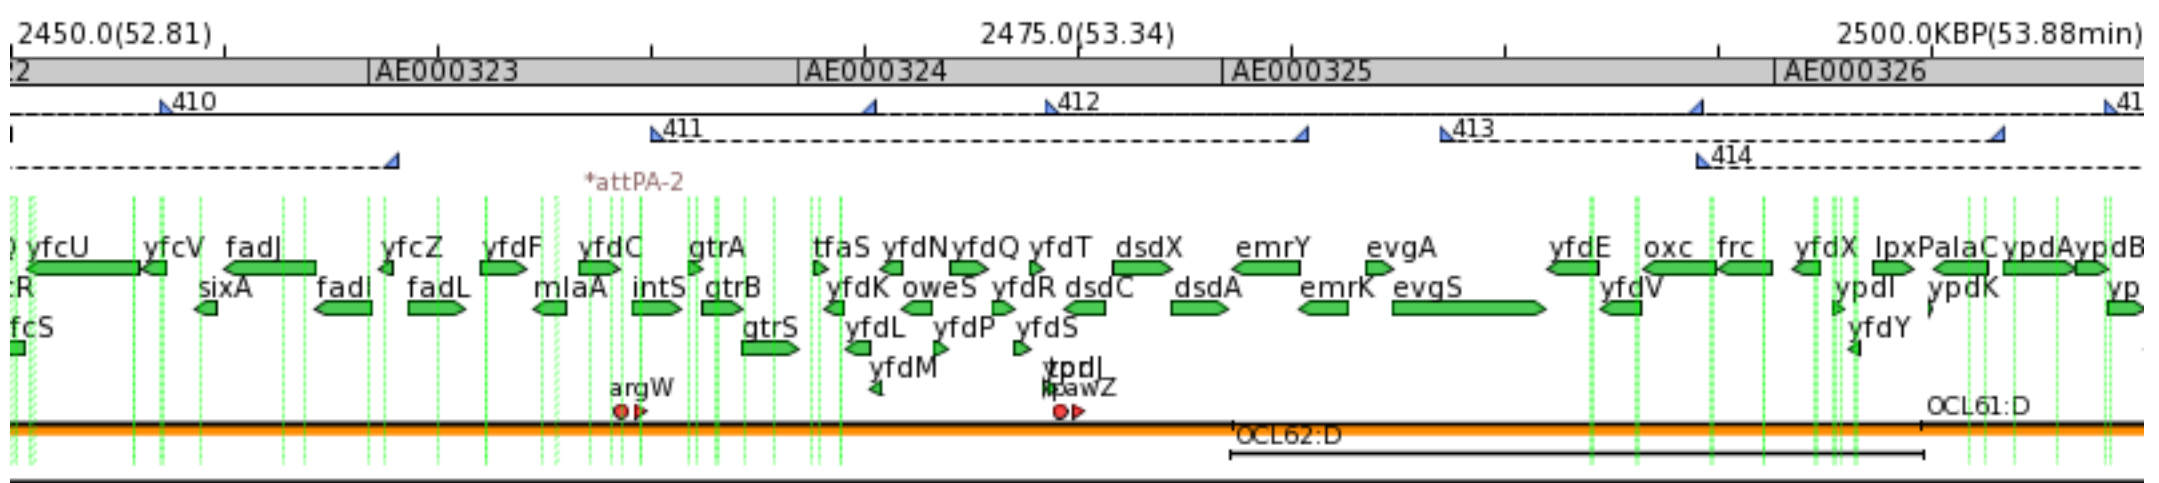 2450.0(52.81) 2475.0(53.34) 2500.0KBP(53.88min)
AE000323 AE000324 AE000325 AE000326
410 412 41
411 413
414
*attPA-2
yfcU yfcV fadJ yfcZ yfdF yfdC gtrA tfaS yfdN yfdQ yfdT dsdX emrY evgA yfdE oxc frc yfdX lpxP alaC ypdA ypdB
sixA fadI fadL mlaA intS gtrB yfdK oweS yfdR dsdC dsdA emrK evgS yfdV ypdI ypdK yp
fcS gtrS yfdL yfdP yfdS yfdY
yfdM
argW
OCL61:D
OCL62:D